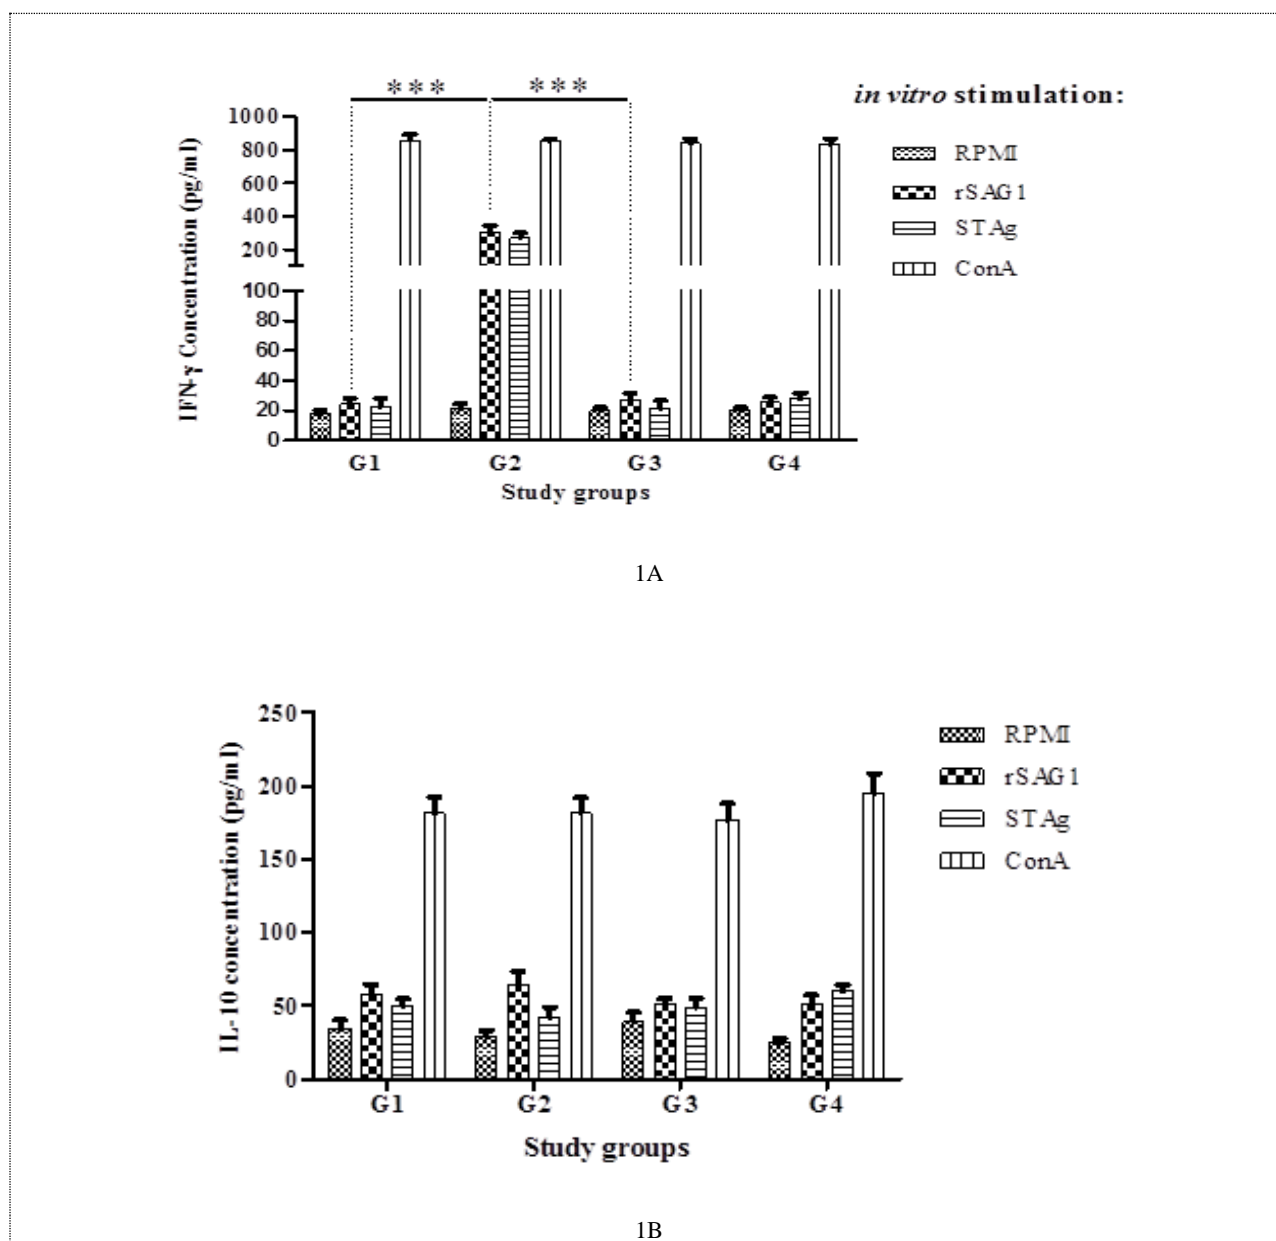 *** ***
in vitro stimulation:
RPMI
rSAG1
STAg
ConA
IFN-γ Concentration (pg/ml)
1000
800
600
400
200
100
80
60
40
20
0
G1 G2 G3 G4
Study groups
1A
IL-10 concentration (pg/ml)
250
200
150
100
50
0
RPMI
rSAG1
STAg
ConA
G1 G2 G3 G4
Study groups
1B